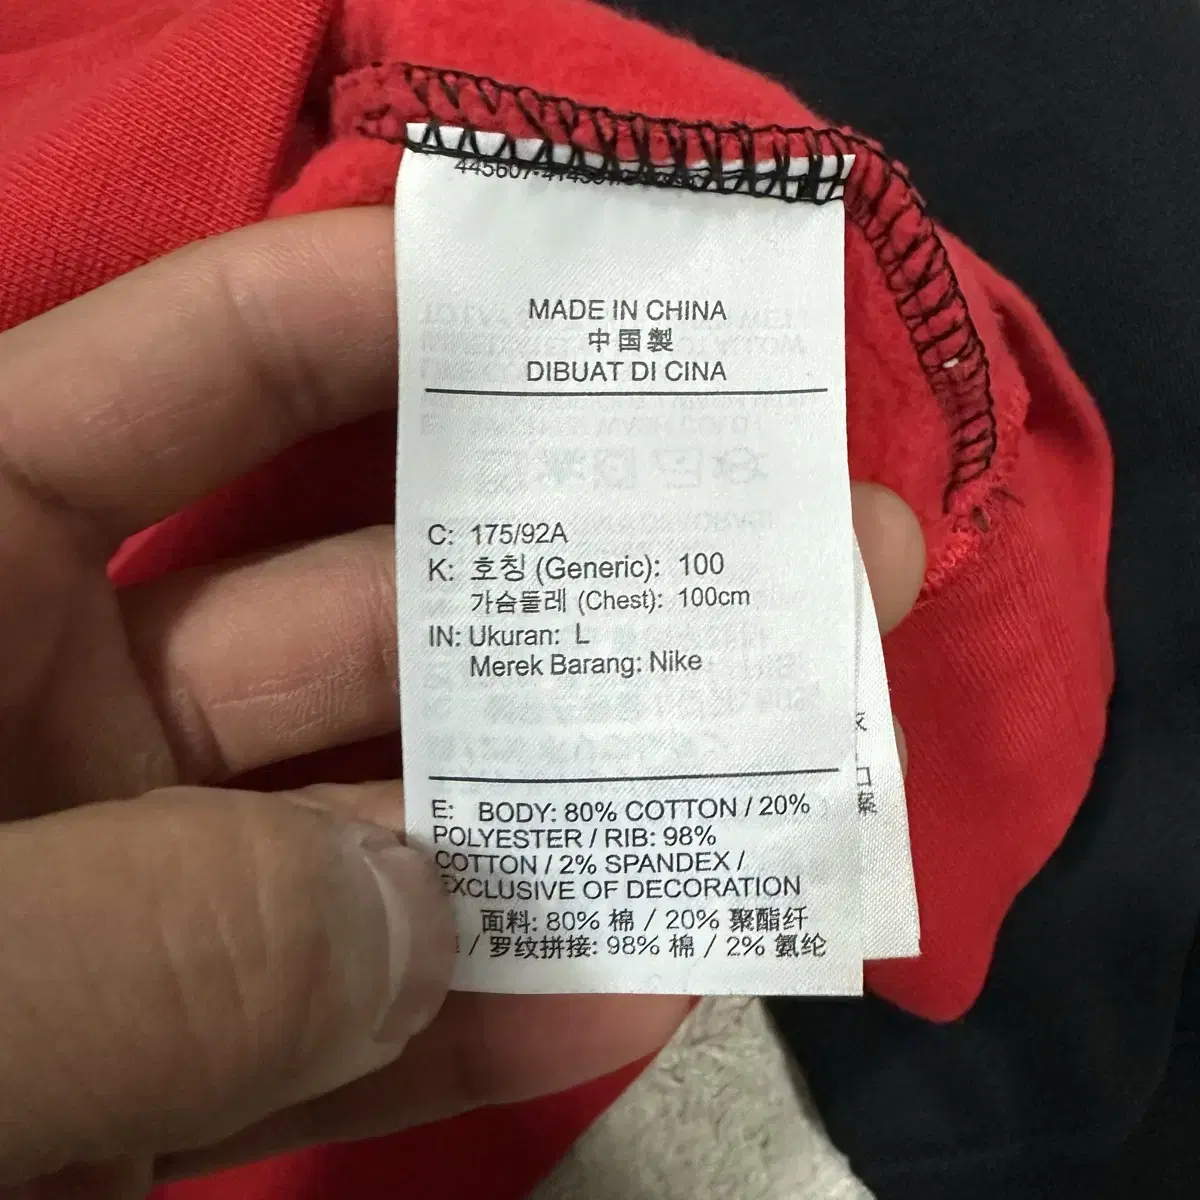 MADE IN CHINA
中国製
DIBUAT DI CINA
C: 175/92A
K: 호칭 (Generic): 100
가슴둘레 (Chest): 100cm
IN: Ukuran: L
Merek Barang: Nike
E: BODY: 80% COTTON / 20%
POLYESTER / RIB: 98%
COTTON / 2% SPANDEX /
EXCLUSIVE OF DECORATION
面料: 80% 棉 / 20% 聚酯纤
/ 罗纹拼接: 98% 棉 / 2% 氨纶